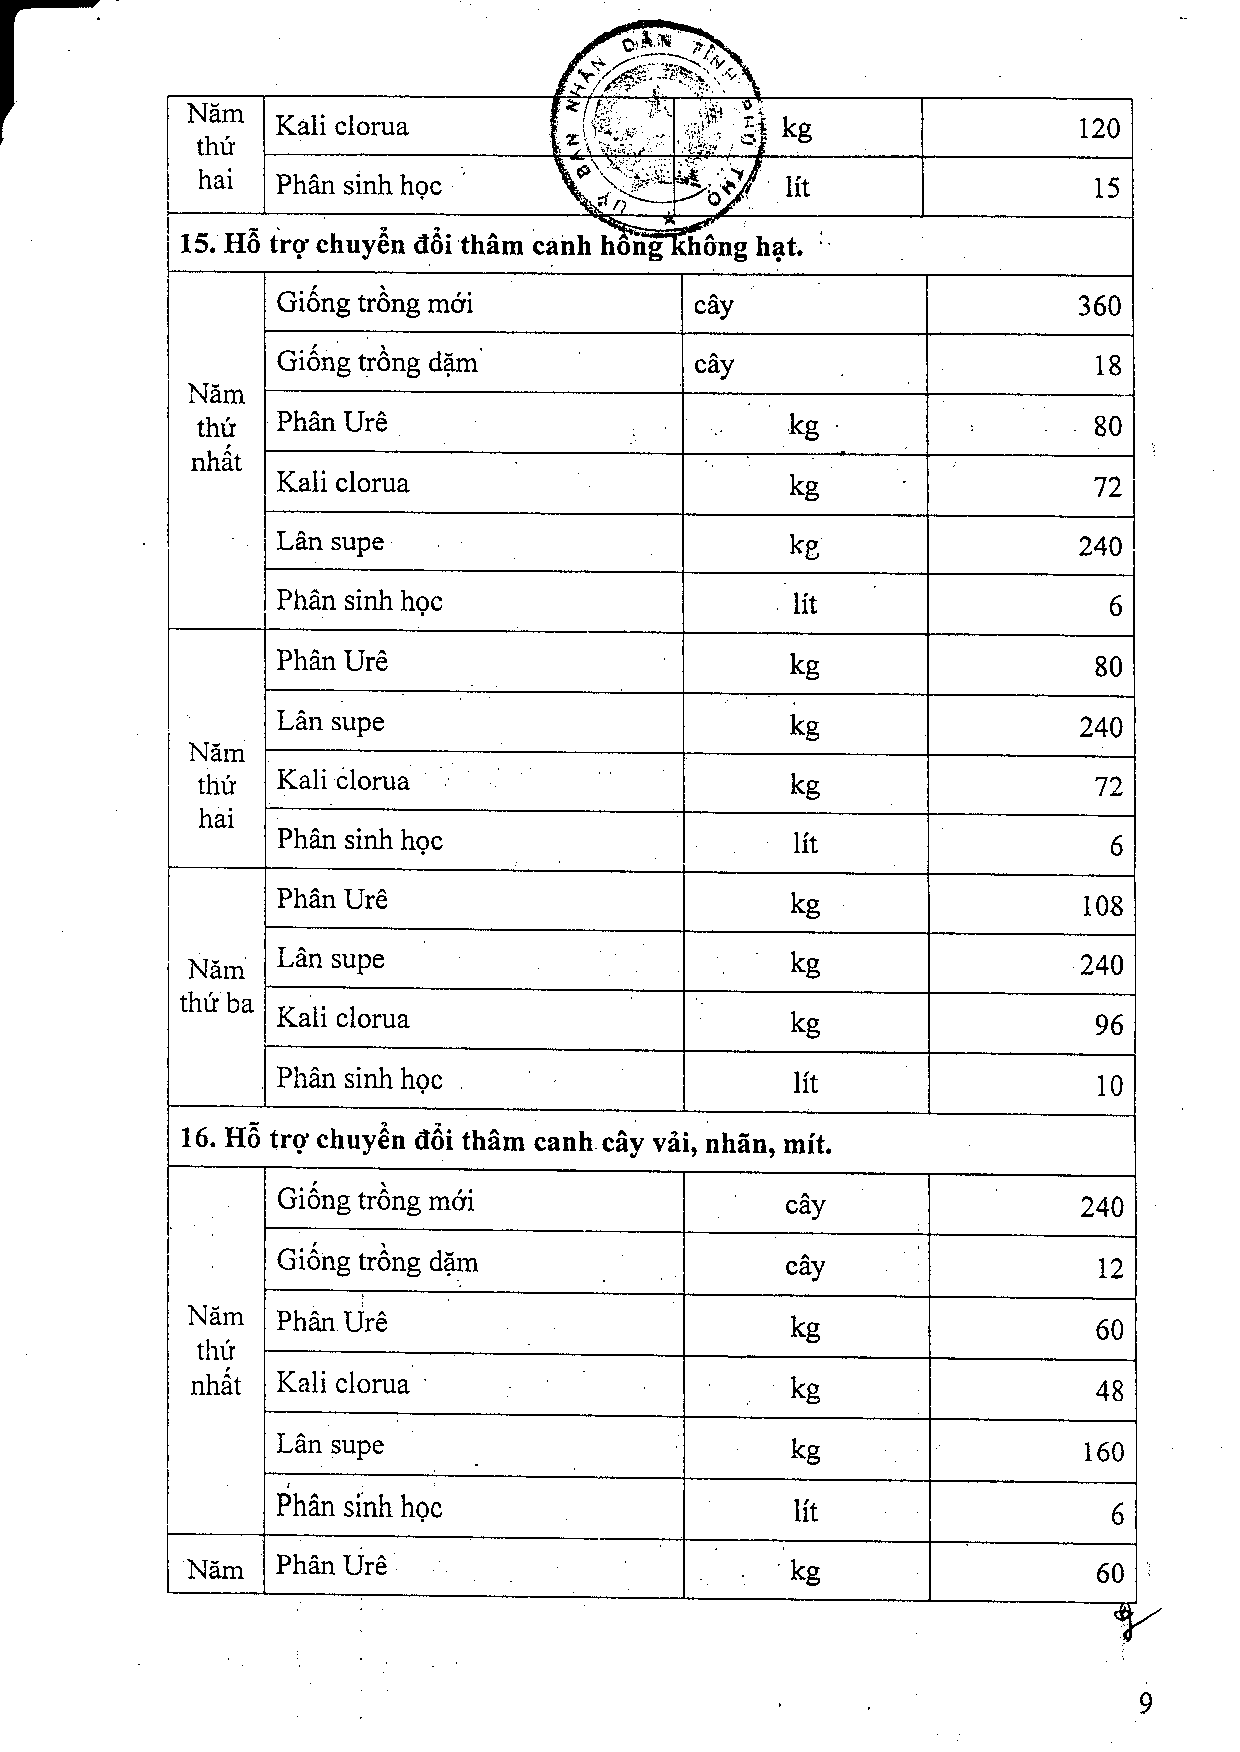 ỦY BAN NHÂN DÂN TỈNH PHÚ THỌ
Năm thứ hai
Kali clorua kg 120
Phân sinh học lít 15
15. Hỗ trợ chuyển đổi thâm canh hồng không hạt.
Năm thứ nhất
Giống trồng mới cây 360
Giống trồng dặm cây 18
Phân Urê kg 80
Kali clorua kg 72
Lân supe kg 240
Phân sinh học lít 6
Năm thứ hai
Phân Urê kg 80
Lân supe kg 240
Kali clorua kg 72
Phân sinh học lít 6
Năm thứ ba
Phân Urê kg 108
Lân supe kg 240
Kali clorua kg 96
Phân sinh học lít 10
16. Hỗ trợ chuyển đổi thâm canh cây vải, nhãn, mít.
Năm thứ nhất
Giống trồng mới cây 240
Giống trồng dặm cây 12
Phân Urê kg 60
Kali clorua kg 48
Lân supe kg 160
Phân sinh học lít 6
Năm Phân Urê kg 60
9